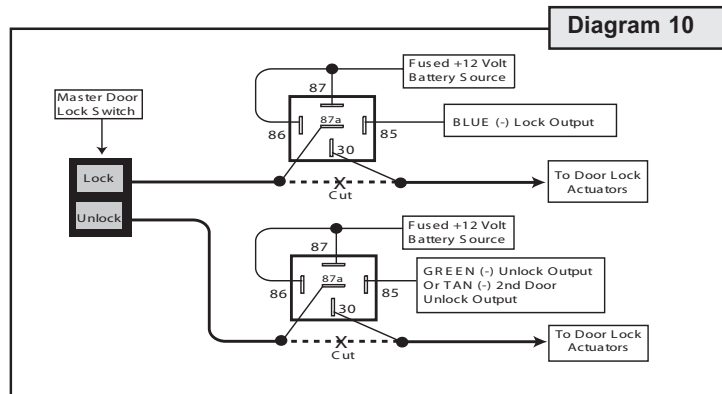 Diagram 10
Fused +12 Volt
Battery Source
87
Master Door
Lock Switch
87a
86
85
BLUE (-) Lock Output
30
Lock
To Door Lock
Actuators
X
Cut
Unlock
Fused +12 Volt
Battery Source
87
87a
GREEN (-) Unlock Output
Or TAN (-) 2nd Door
Unlock Output
86
85
30
To Door Lock
Actuators
X
Cut